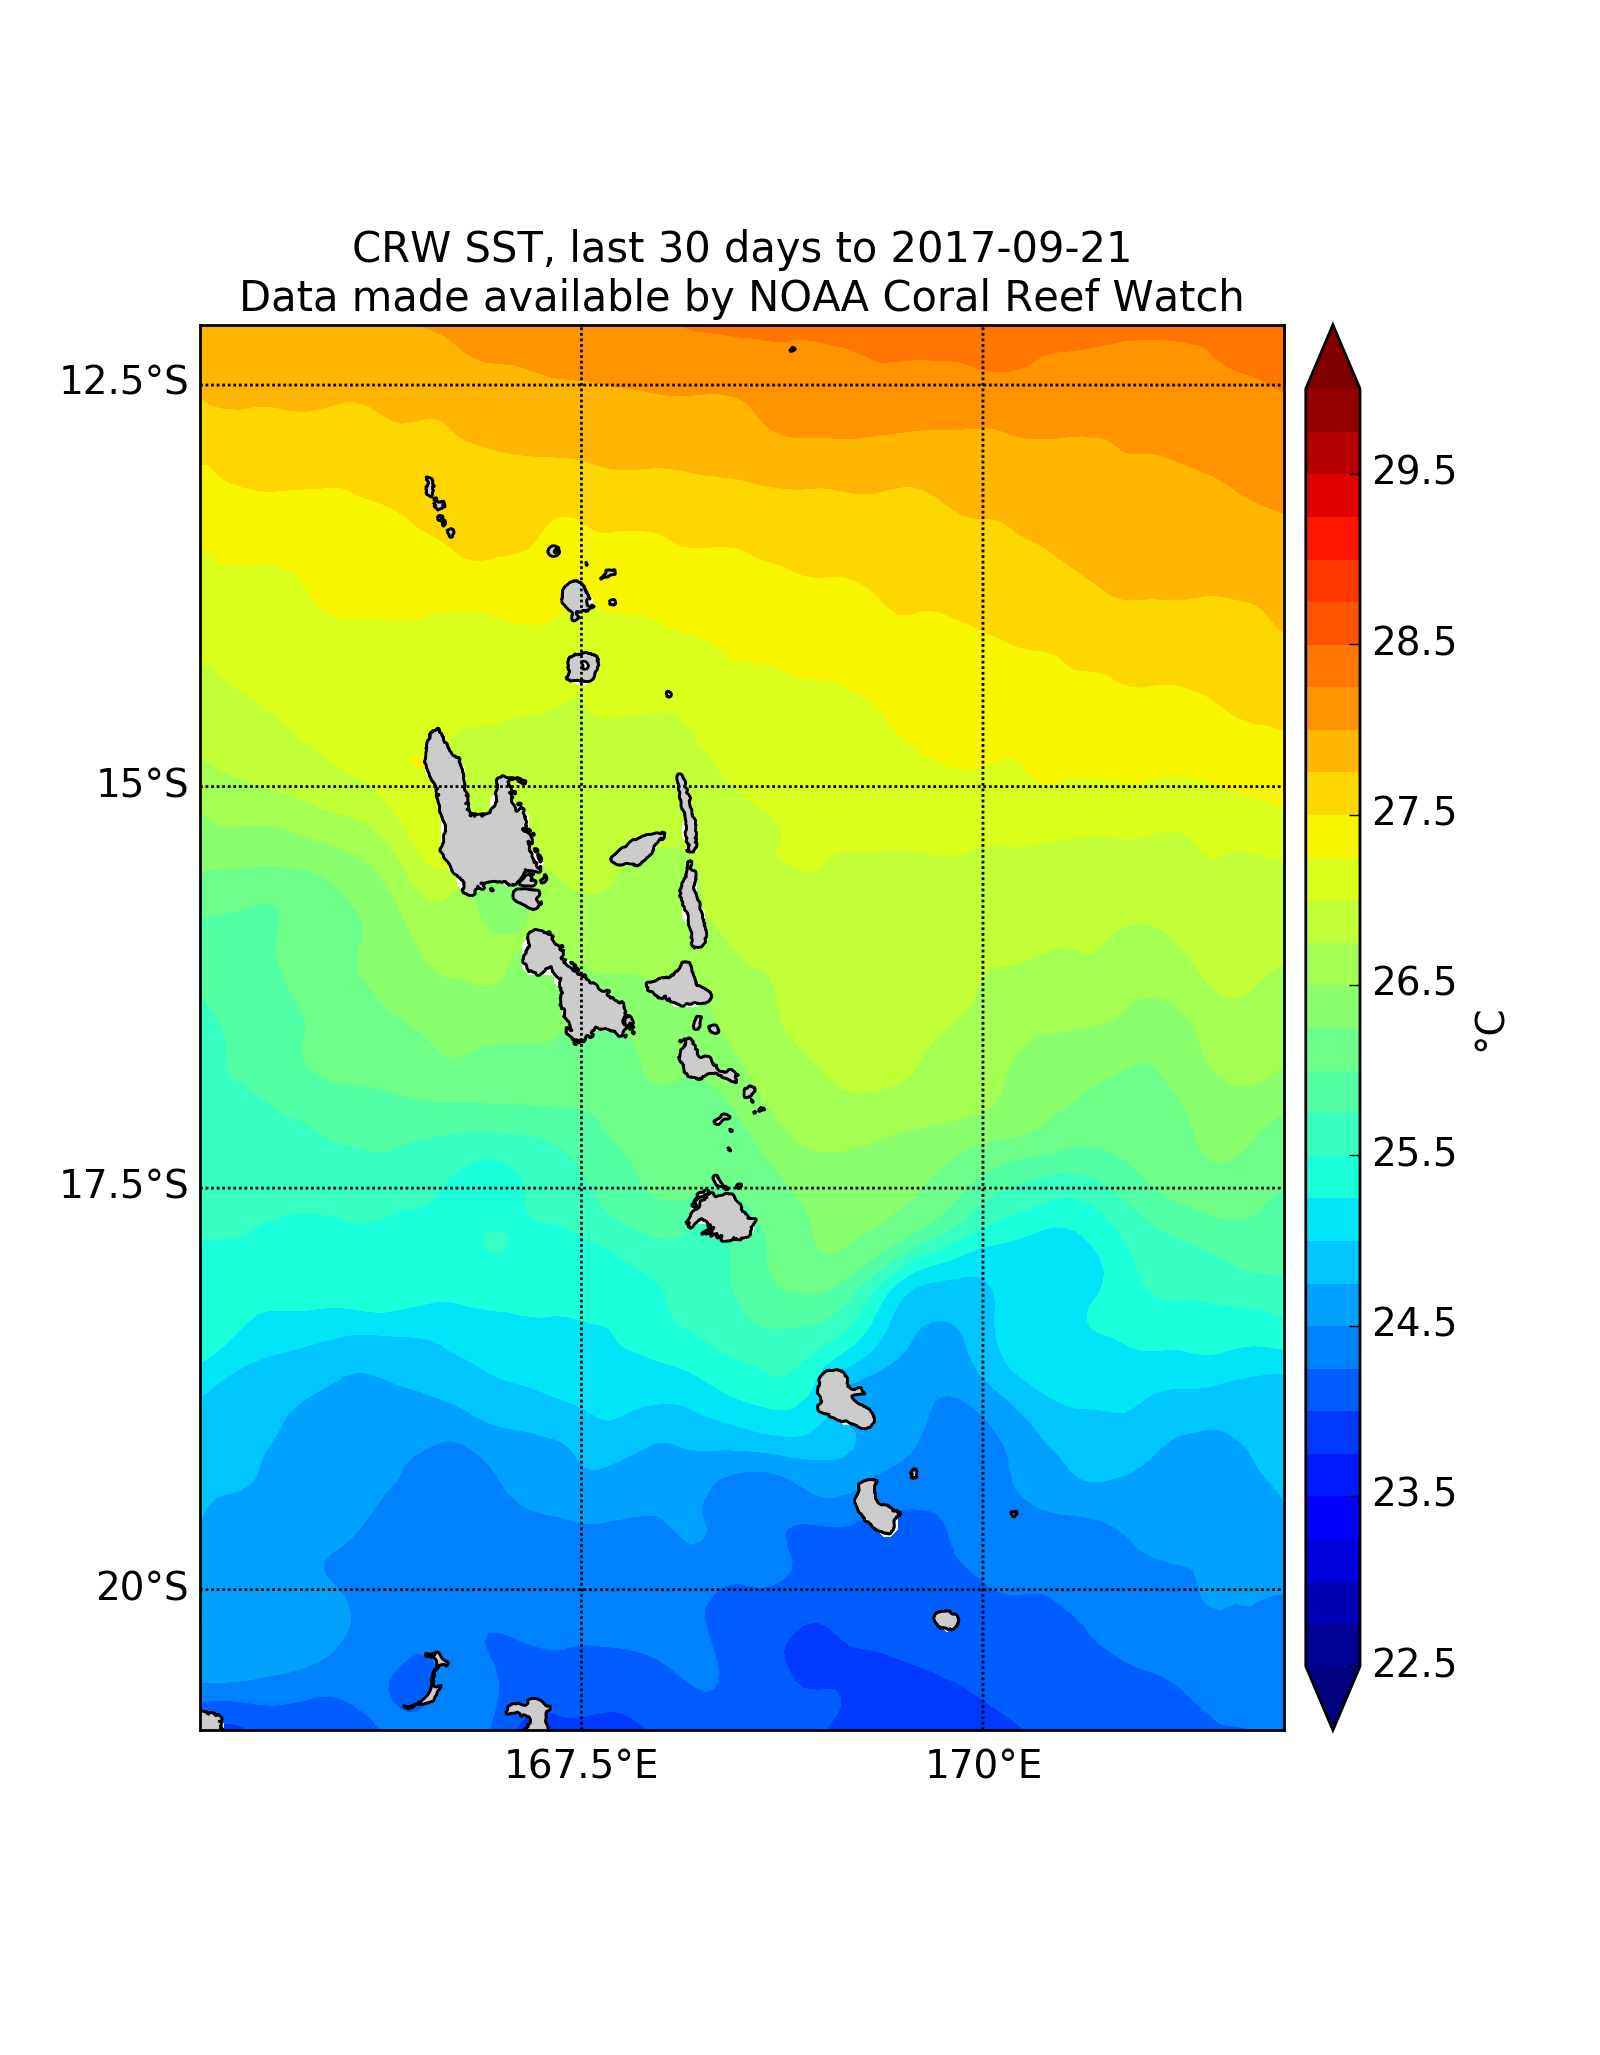 CRW SST, last 30 days to 2017-09-21
Data made available by NOAA Coral Reef Watch
12.5°S
15°S
17.5°S
20°S
167.5°E
170°E
29.5
28.5
27.5
26.5
25.5
24.5
23.5
22.5
°C